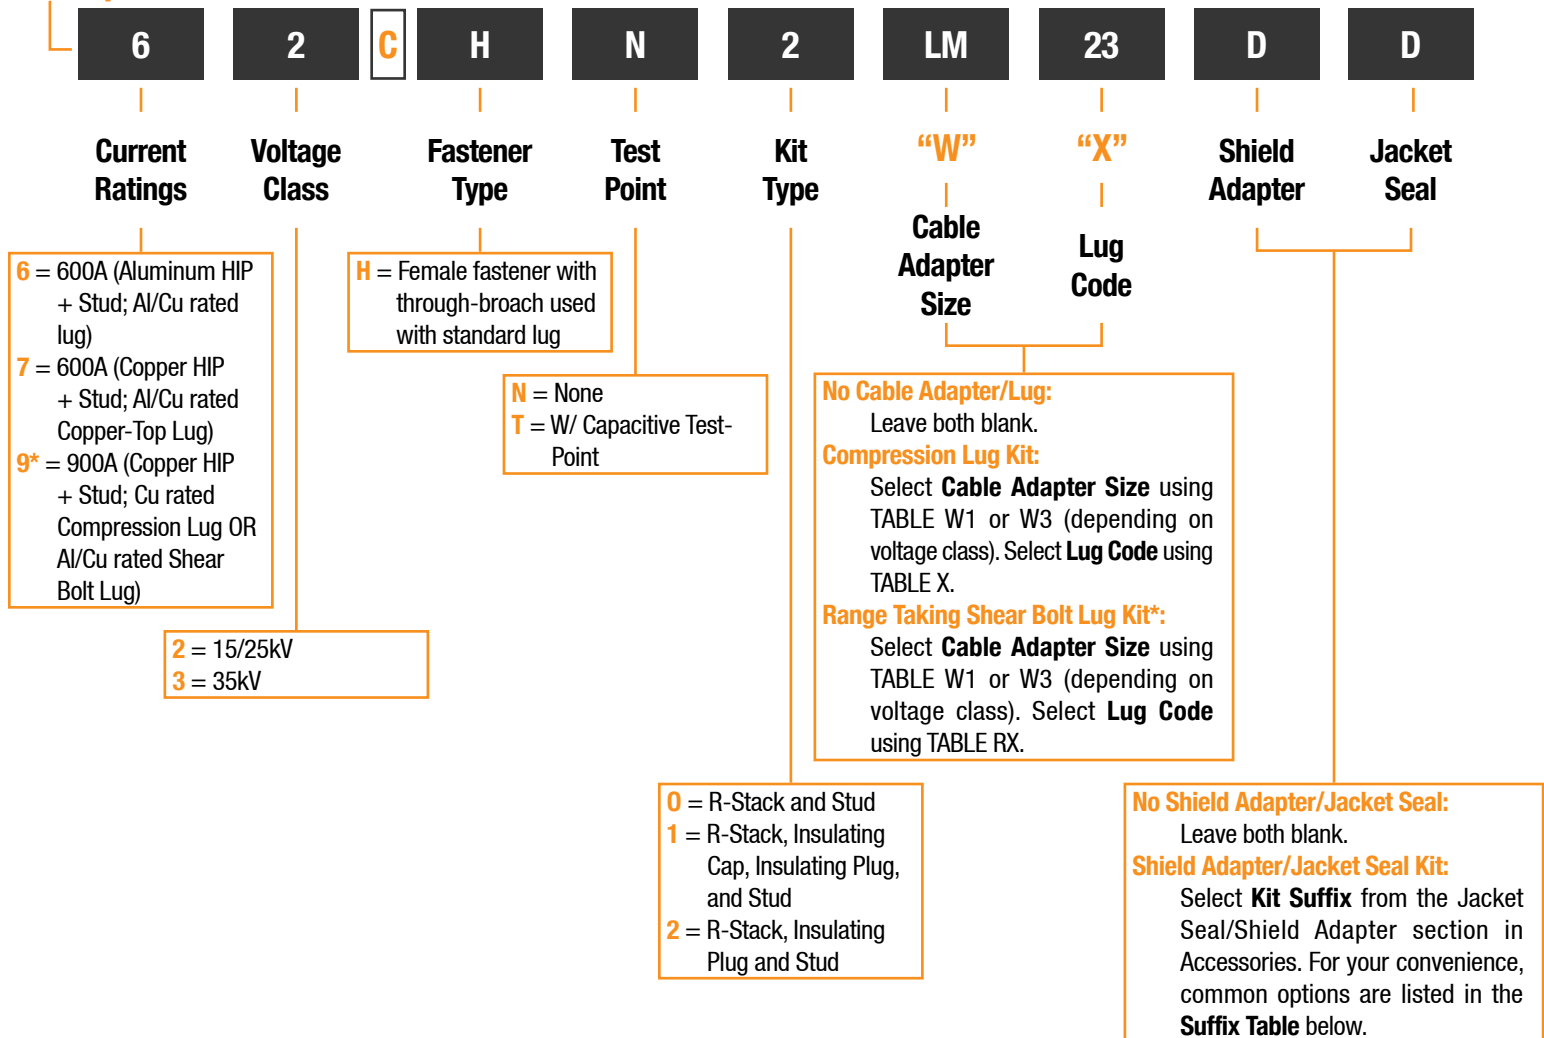 6 2 C H N 2 LM 23 D D
Current
Ratings
Voltage
Class
Fastener
Type
Test
Point
Kit
Type
“W”
Cable
Adapter
Size
“X”
Lug
Code
Shield
Adapter
Jacket
Seal
6 = 600A (Aluminum HIP
+ Stud; Al/Cu rated
lug)
7 = 600A (Copper HIP
+ Stud; Al/Cu rated
Copper-Top Lug)
9* = 900A (Copper HIP
+ Stud; Cu rated
Compression Lug OR
Al/Cu rated Shear
Bolt Lug)
2 = 15/25kV
3 = 35kV
H = Female fastener with
through-broach used
with standard lug
N = None
T = W/ Capacitive Test-
Point
0 = R-Stack and Stud
1 = R-Stack, Insulating
Cap, Insulating Plug,
and Stud
2 = R-Stack, Insulating
Plug and Stud
No Cable Adapter/Lug:
Leave both blank.
Compression Lug Kit:
Select Cable Adapter Size using
TABLE W1 or W3 (depending on
voltage class). Select Lug Code using
TABLE X.
Range Taking Shear Bolt Lug Kit*:
Select Cable Adapter Size using
TABLE W1 or W3 (depending on
voltage class). Select Lug Code
using TABLE RX.
No Shield Adapter/Jacket Seal:
Leave both blank.
Shield Adapter/Jacket Seal Kit:
Select Kit Suffix from the Jacket
Seal/Shield Adapter section in
Accessories. For your convenience,
common options are listed in the
Suffix Table below.